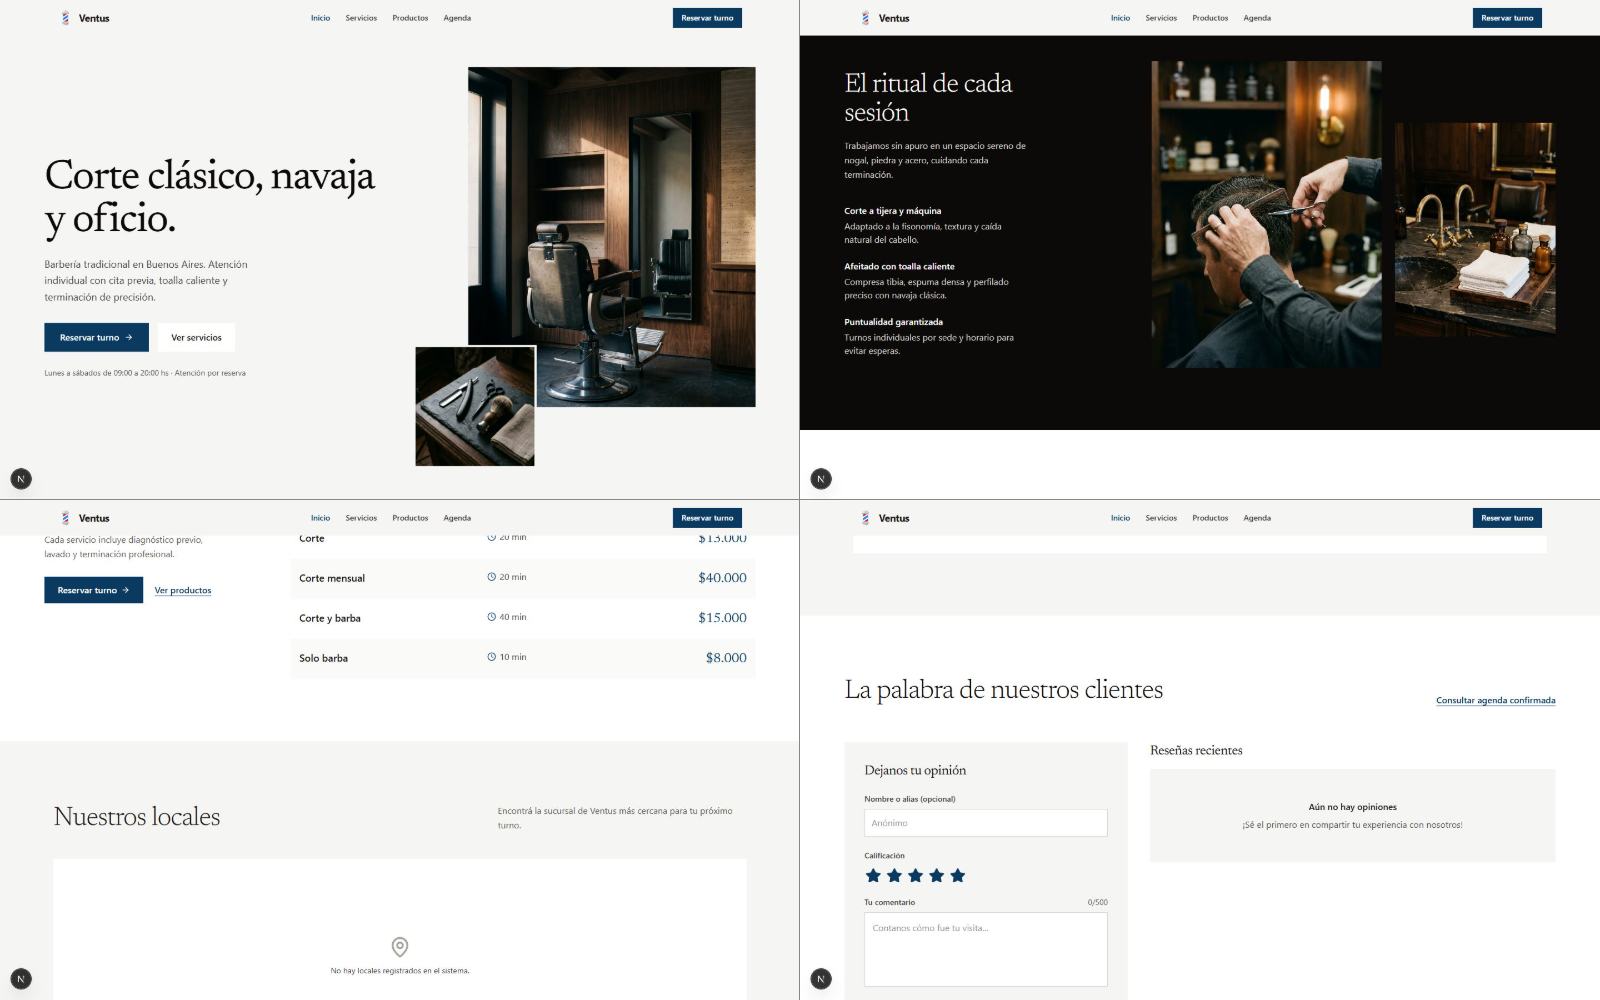 Ventus
Inicio Servicios Productos Agenda
Reservar turno
Corte clásico, navaja
y oficio.
Barbería tradicional en Buenos Aires. Atención
individual con cita previa, toalla caliente y
terminación de precisión.
Reservar turno →
Ver servicios
Lunes a sábados de 09:00 a 20:00 hs · Atención por reserva
N
Ventus
Inicio Servicios Productos Agenda
Reservar turno
El ritual de cada
sesión
Trabajamos sin apuro en un espacio sereno de
nogal, piedra y acero, cuidando cada
terminación.
Corte a tijera y máquina
Adaptado a la fisonomía, textura y caída
natural del cabello.
Afeitado con toalla caliente
Compresa tibia, espuma densa y perfilado
preciso con navaja clásica.
Puntualidad garantizada
Turnos individuales por sede y horario para
evitar esperas.
N
Ventus
Inicio Servicios Productos Agenda
Reservar turno
Cada servicio incluye diagnóstico previo,
lavado y terminación profesional.
Reservar turno →
Ver productos
Corte 20 min $13.000
Corte mensual 20 min $40.000
Corte y barba 40 min $15.000
Solo barba 10 min $8.000
Nuestros locales
Encontrá la sucursal de Ventus más cercana para tu próximo
turno.
No hay locales registrados en el sistema.
N
Ventus
Inicio Servicios Productos Agenda
Reservar turno
La palabra de nuestros clientes
Consultar agenda confirmada
Dejanos tu opinión
Nombre o alias (opcional)
Anónimo
Calificación
Tu comentario 0/500
Contanos cómo fue tu visita...
Reseñas recientes
Aún no hay opiniones
¡Sé el primero en compartir tu experiencia con nosotros!
N